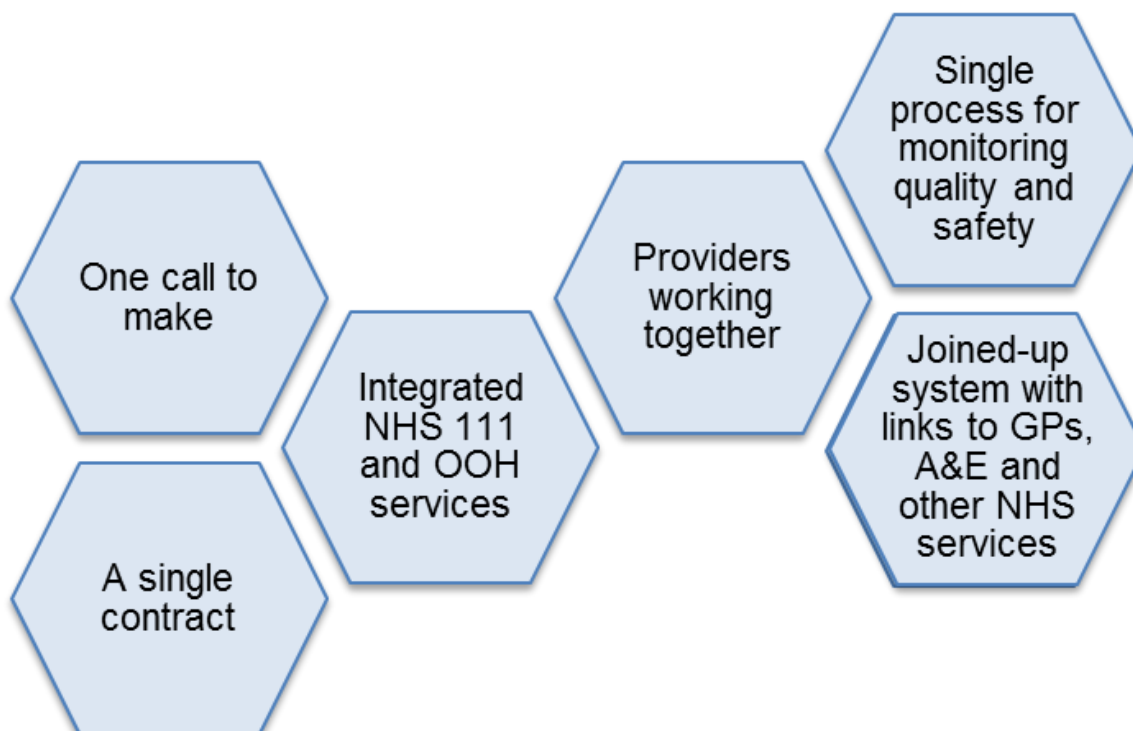 One call to
make
A single
contract
Integrated
NHS 111
and OOH
services
Providers
working
together
Single
process for
monitoring
quality and
safety
Joined-up
system with
links to GPs,
A&E and
other NHS
services